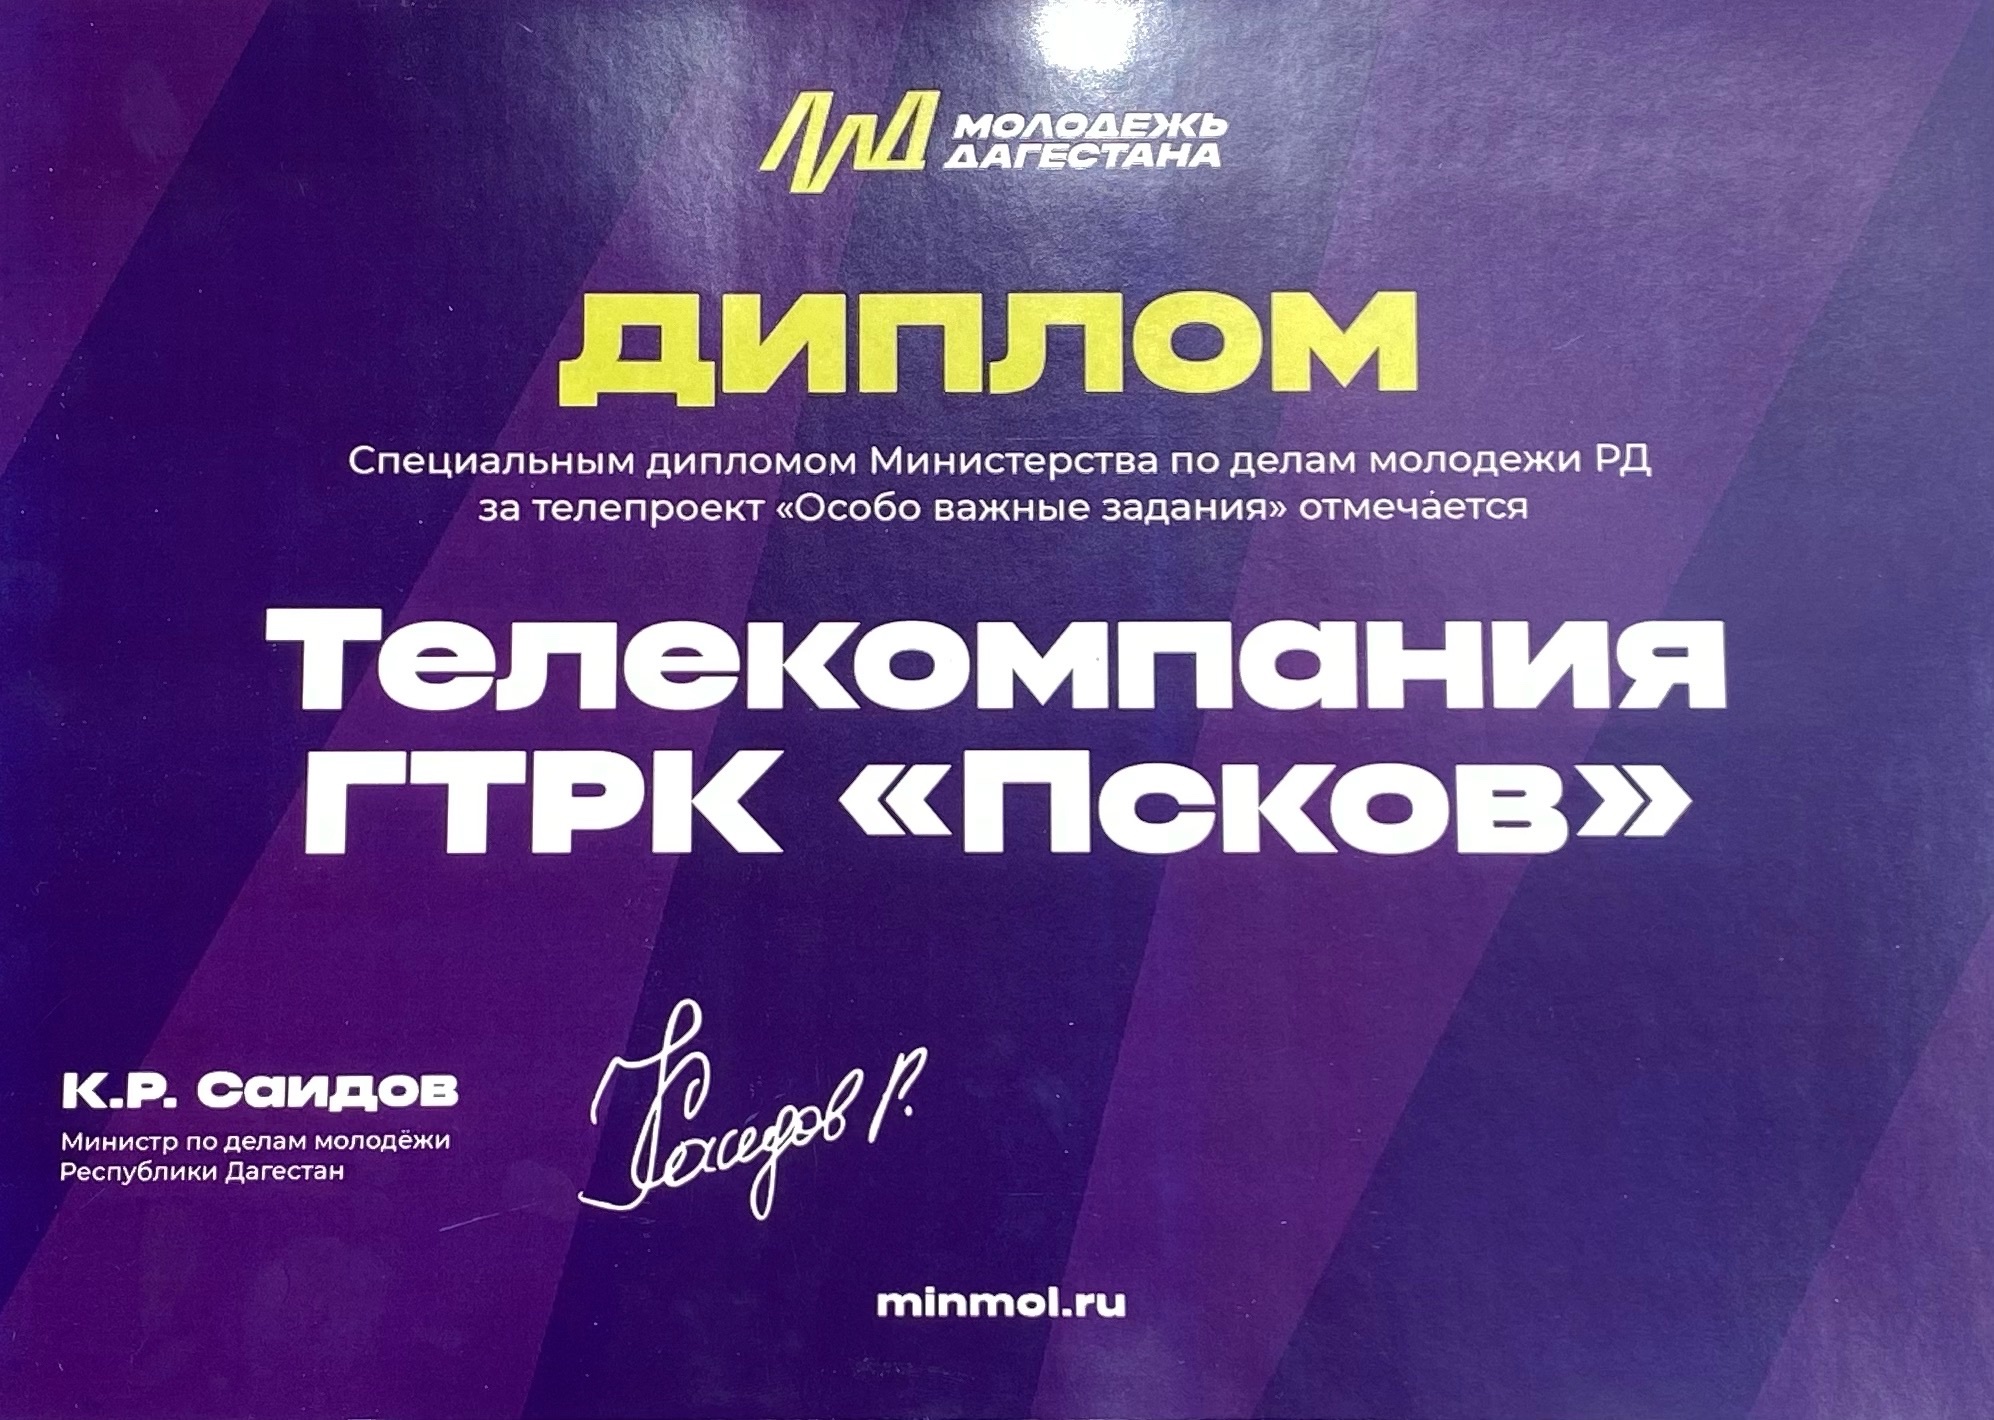 МОЛОДЕЖЬ
ДАГЕСТАНА
ДИПЛОМ
Специальным дипломом Министерства по делам молодежи РД
за телепроект «Особо важные задания» отмечается
Телекомпания
ГТРК «Псков»
К.Р. Саидов
Министр по делам молодёжи
Республики Дагестан
minmol.ru